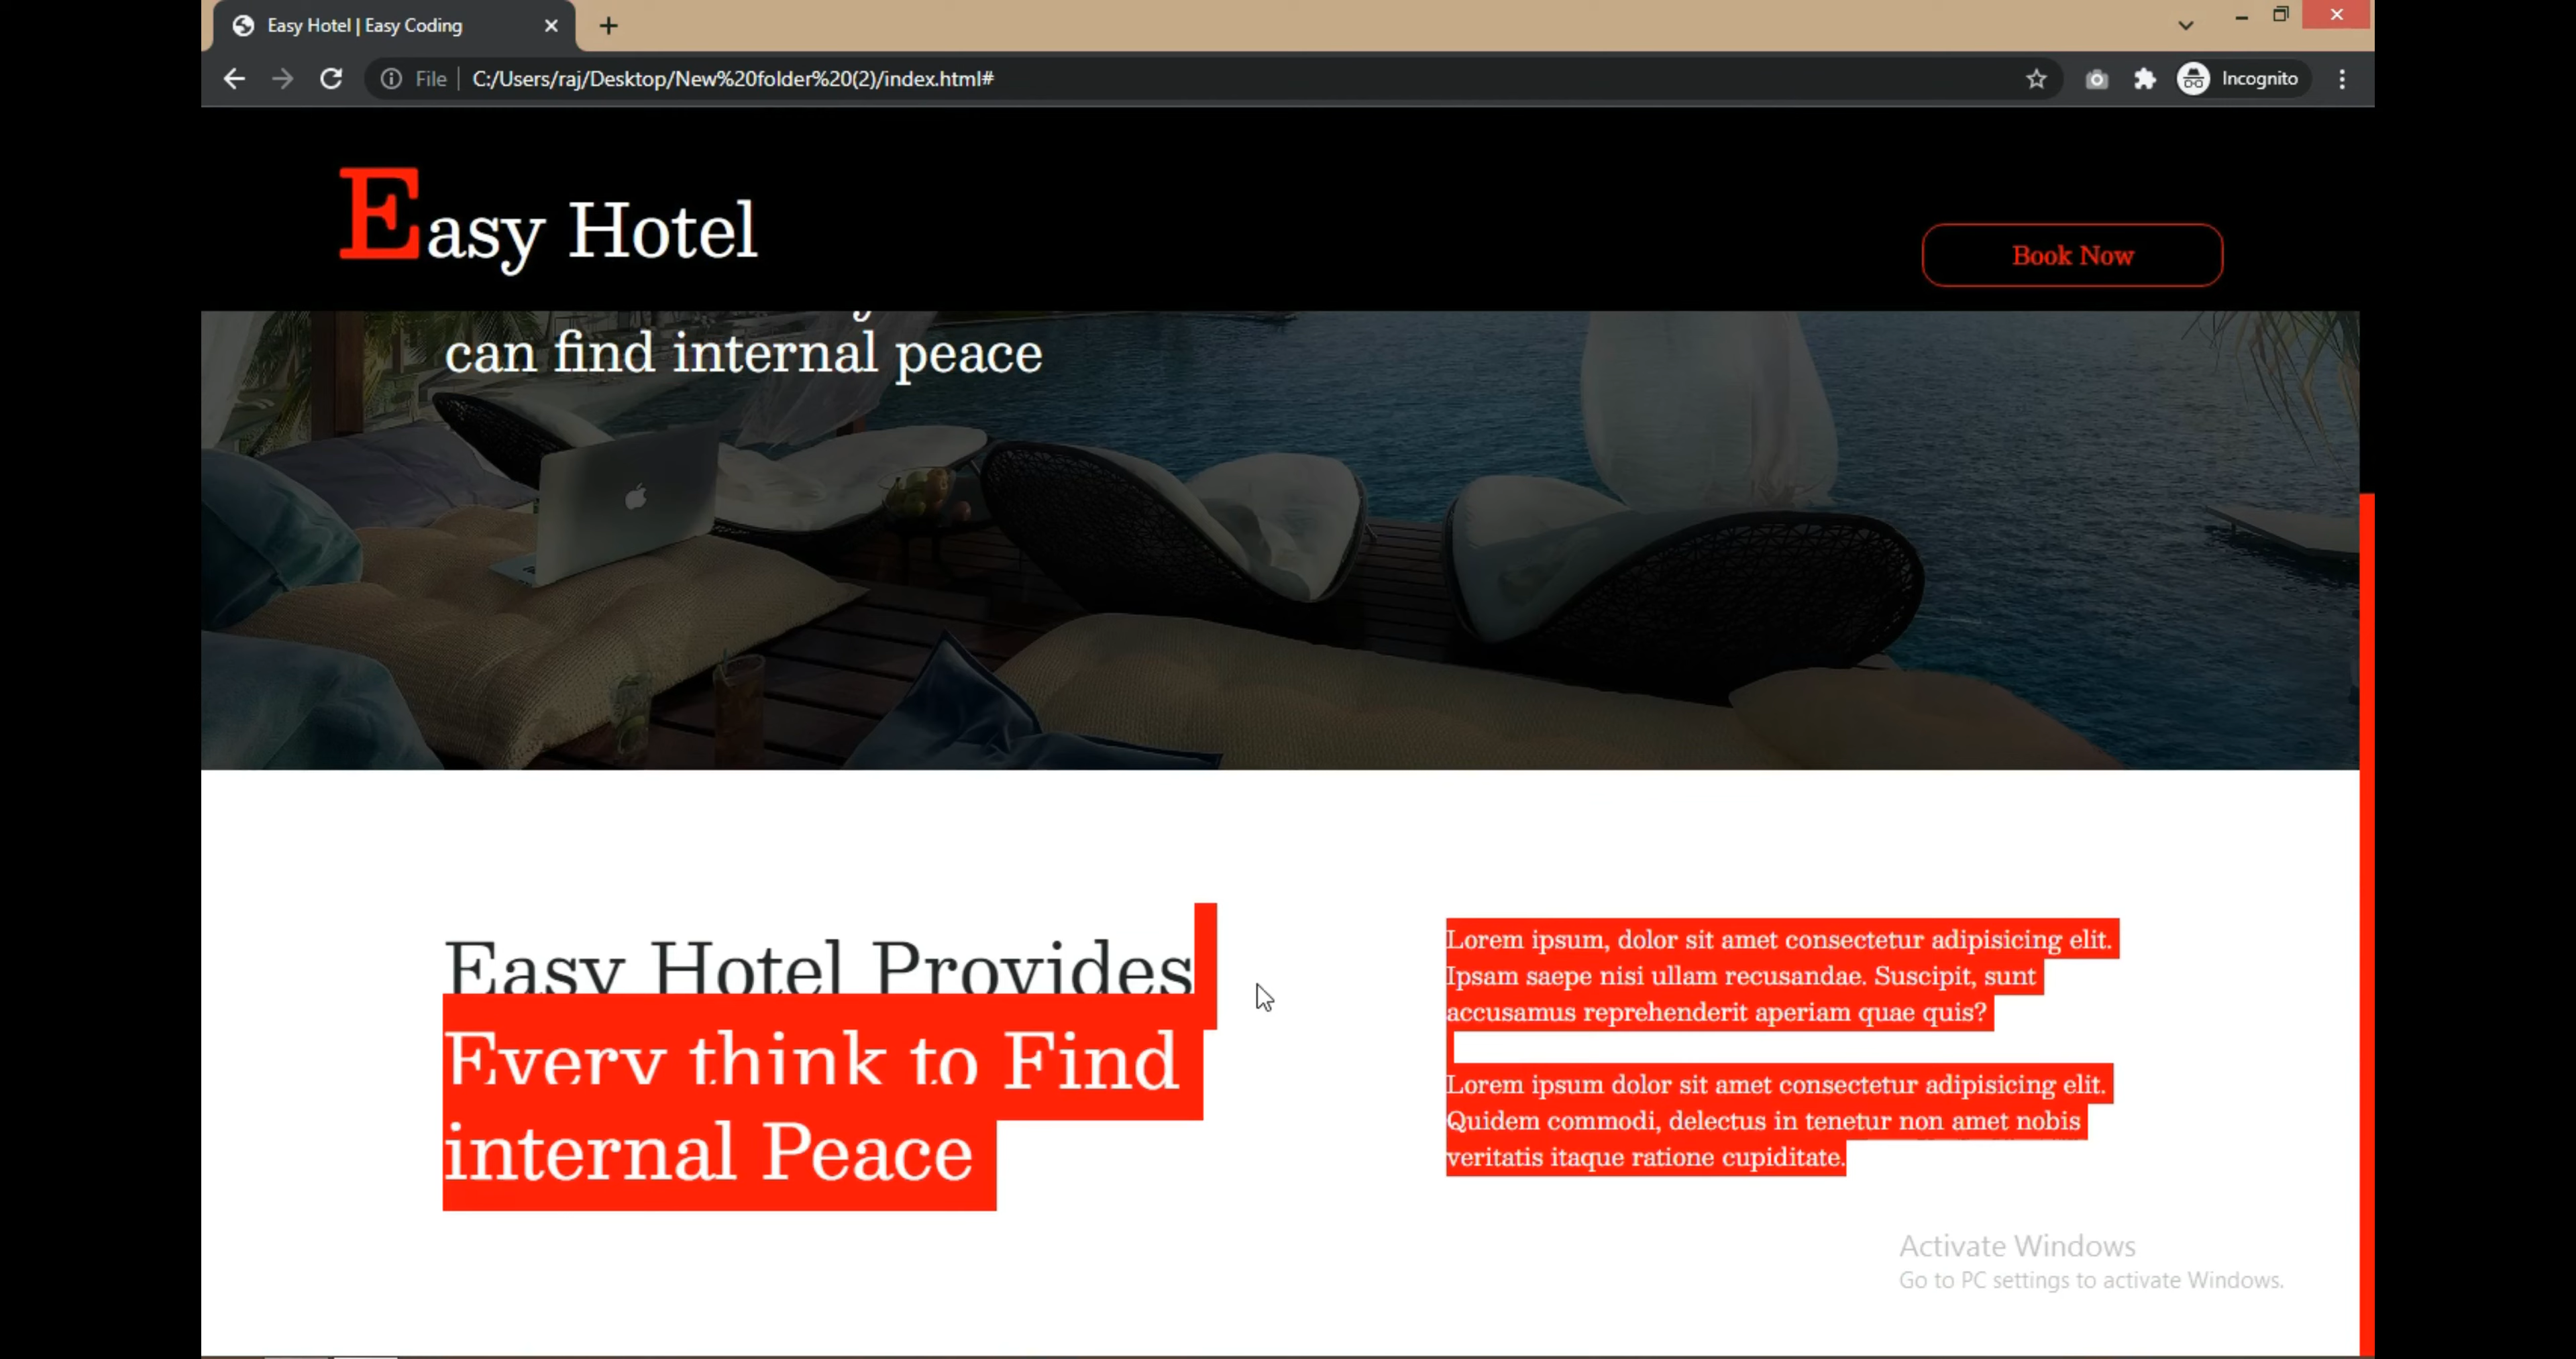 Easy Hotel | Easy Coding
File
C:/Users/raj/Desktop/New%20folder%20(2)/index.html#
Incognito
Easy Hotel
Book Now
can find internal peace
Easy Hotel Provides
Every think to Find
internal Peace
Lorem ipsum, dolor sit amet consectetur adipisicing elit.
Ipsam saepe nisi ullam recusandae. Suscipit, sunt
accusamus reprehenderit aperiam quae quis?
Lorem ipsum dolor sit amet consectetur adipisicing elit.
Quidem commodi, delectus in tenetur non amet nobis
veritatis itaque ratione cupiditate.
Activate Windows
Go to PC settings to activate Windows.